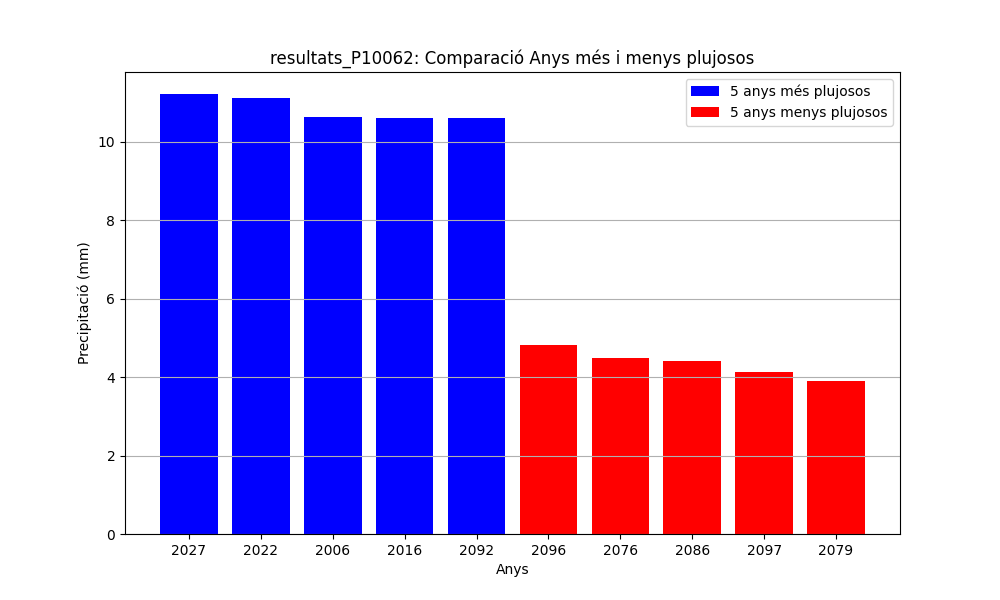 resultats_P10062: Comparació Anys més i menys plujosos
5 anys més plujosos
5 anys menys plujosos
Precipitació (mm)
10
8
6
4
2
0
2027 2022 2006 2016 2092 2096 2076 2086 2097 2079
Anys